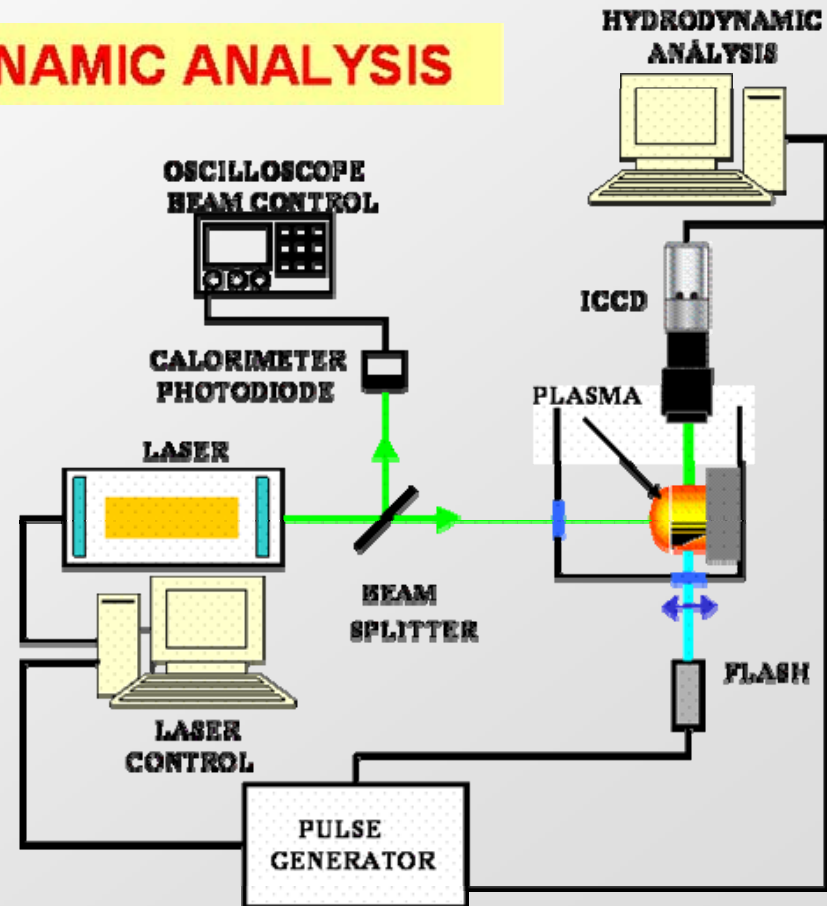 NAMIC ANALYSIS
HYDRODYNAMIC
ANALYSIS
OSCILLOSCOPE
BEAM CONTROL
ICCD
CALORIMETER
PHOTODIODE
PLASMA
LASER
BEAM
SPLITTER
FLASH
LASER
CONTROL
PULSE
GENERATOR